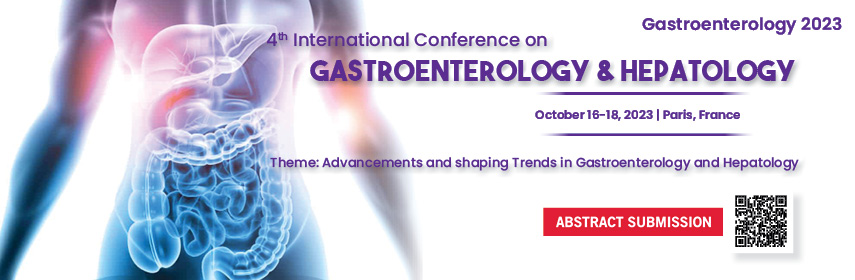 Gastroenterology 2023
4th International Conference on
GASTROENTEROLOGY & HEPATOLOGY
October 16-18, 2023 | Paris, France
Theme: Advancements and shaping Trends in Gastroenterology and Hepatology
ABSTRACT SUBMISSION